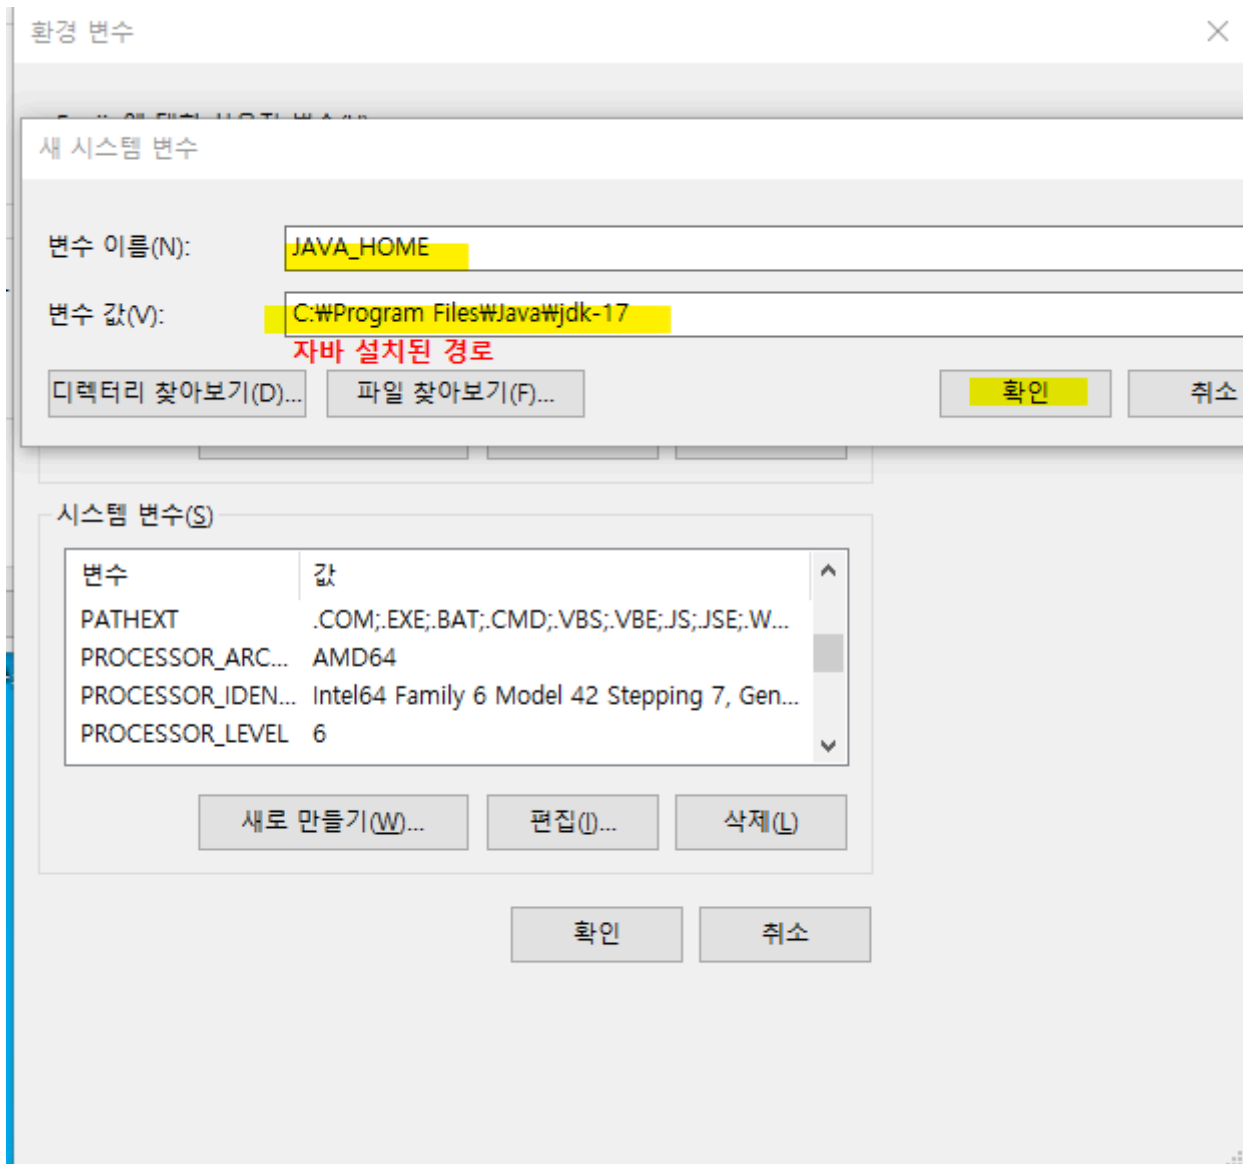 환경 변수
새 시스템 변수
변수 이름(N):
JAVA_HOME
변수 값(V):
C:₩Program Files₩Java₩jdk-17
자바 설치된 경로
디렉터리 찾아보기(D)...
파일 찾아보기(F)...
확인
취소
시스템 변수(S)
변수 값
PATHEXT .COM;.EXE;.BAT;.CMD;.VBS;.VBE;.JS;.JSE;.W...
PROCESSOR_ARC... AMD64
PROCESSOR_IDEN... Intel64 Family 6 Model 42 Stepping 7, Gen...
PROCESSOR_LEVEL 6
새로 만들기(W)...
편집(I)...
삭제(L)
확인
취소